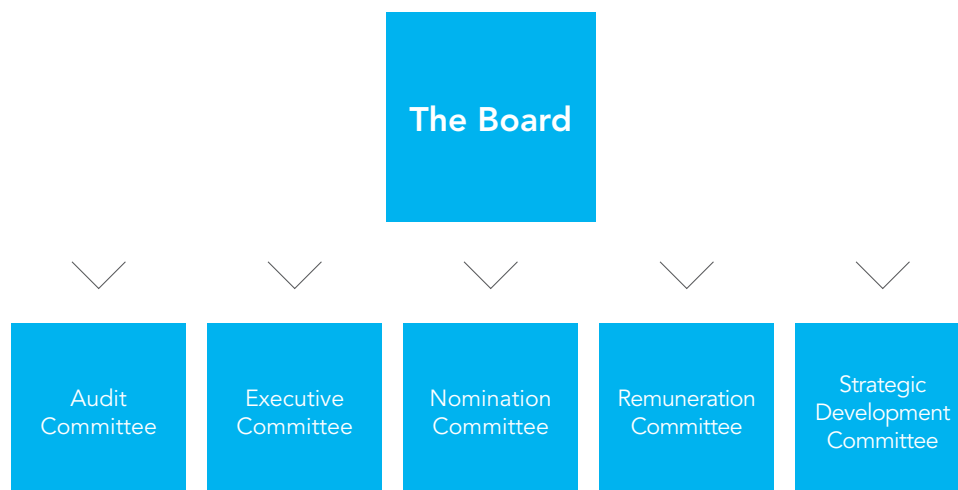 The Board
Audit
Committee
Executive
Committee
Nomination
Committee
Remuneration
Committee
Strategic
Development
Committee